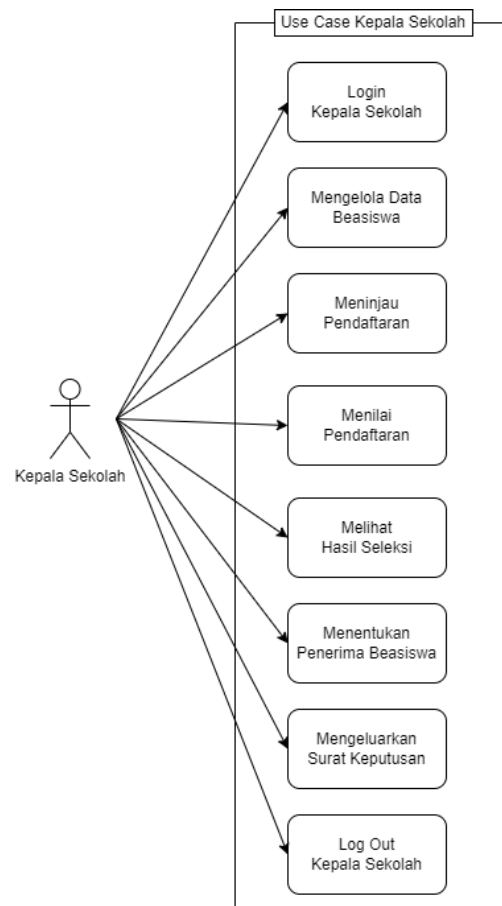 Use Case Kepala Sekolah
Login
Kepala Sekolah
Mengelola Data
Beasiswa
Meninjau
Pendaftaran
Menilai
Pendaftaran
Kepala Sekolah
Melihat
Hasil Seleksi
Menentukan
Penerima Beasiswa
Mengeluarkan
Surat Keputusan
Log Out
Kepala Sekolah